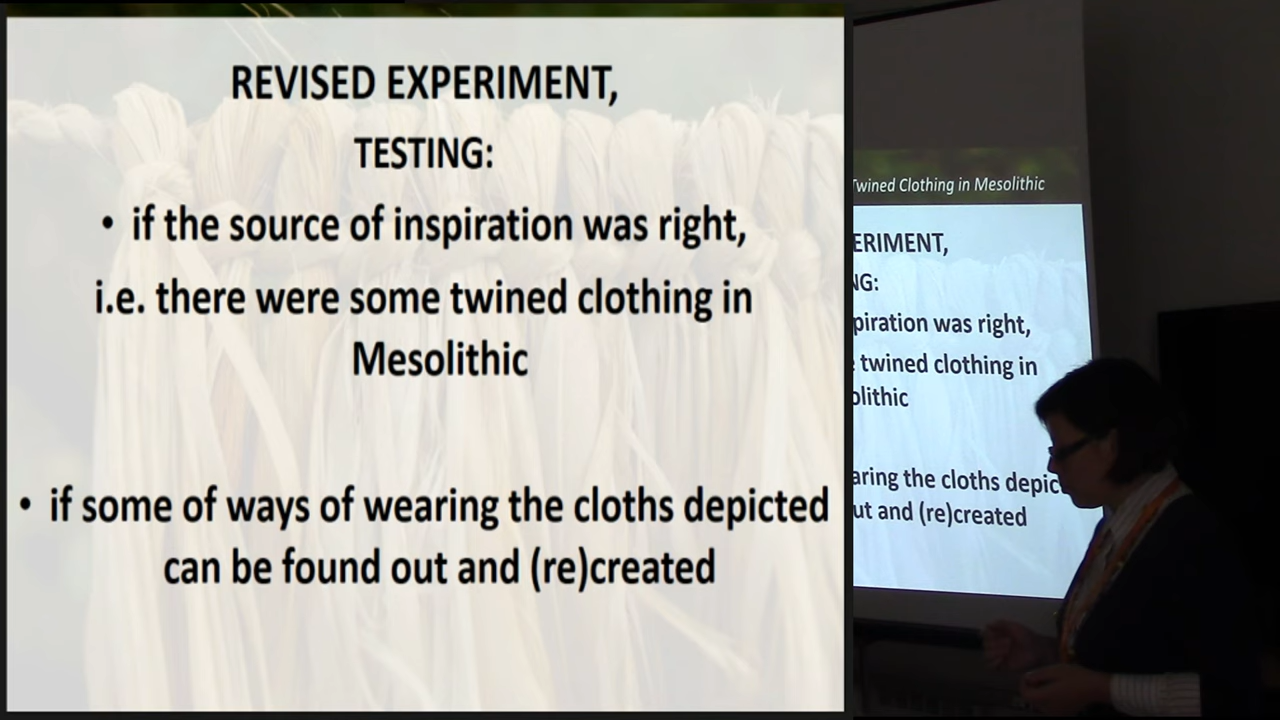 REVISED EXPERIMENT,
TESTING:
• if the source of inspiration was right,
i.e. there were some twined clothing in
Mesolithic
• if some of ways of wearing the cloths depicted
can be found out and (re)created
Twined Clothing in Mesolithic
ERIMENT,
NG:
piration was right,
twined clothing in
olithic
aring the cloths depic
ut and (re)created